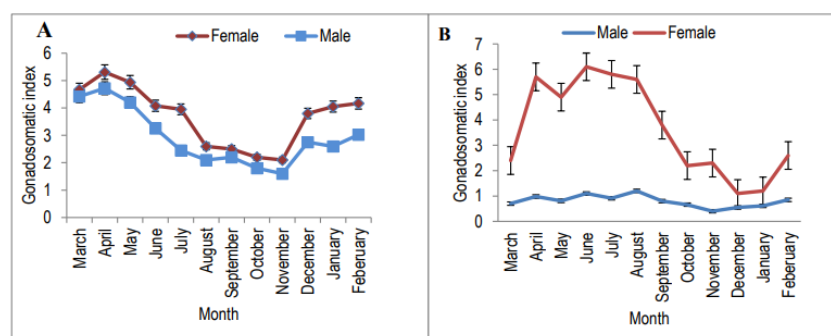 A
Female Male
Gonadosomatic index
6
5
4
3
2
1
0
March
April
May
June
July
August
September
October
November
December
January
Feberuary
Month
B
Male Female
Gonadosomatic index
7
6
5
4
3
2
1
0
March
April
May
June
July
August
September
October
November
December
January
Feberuary
Month